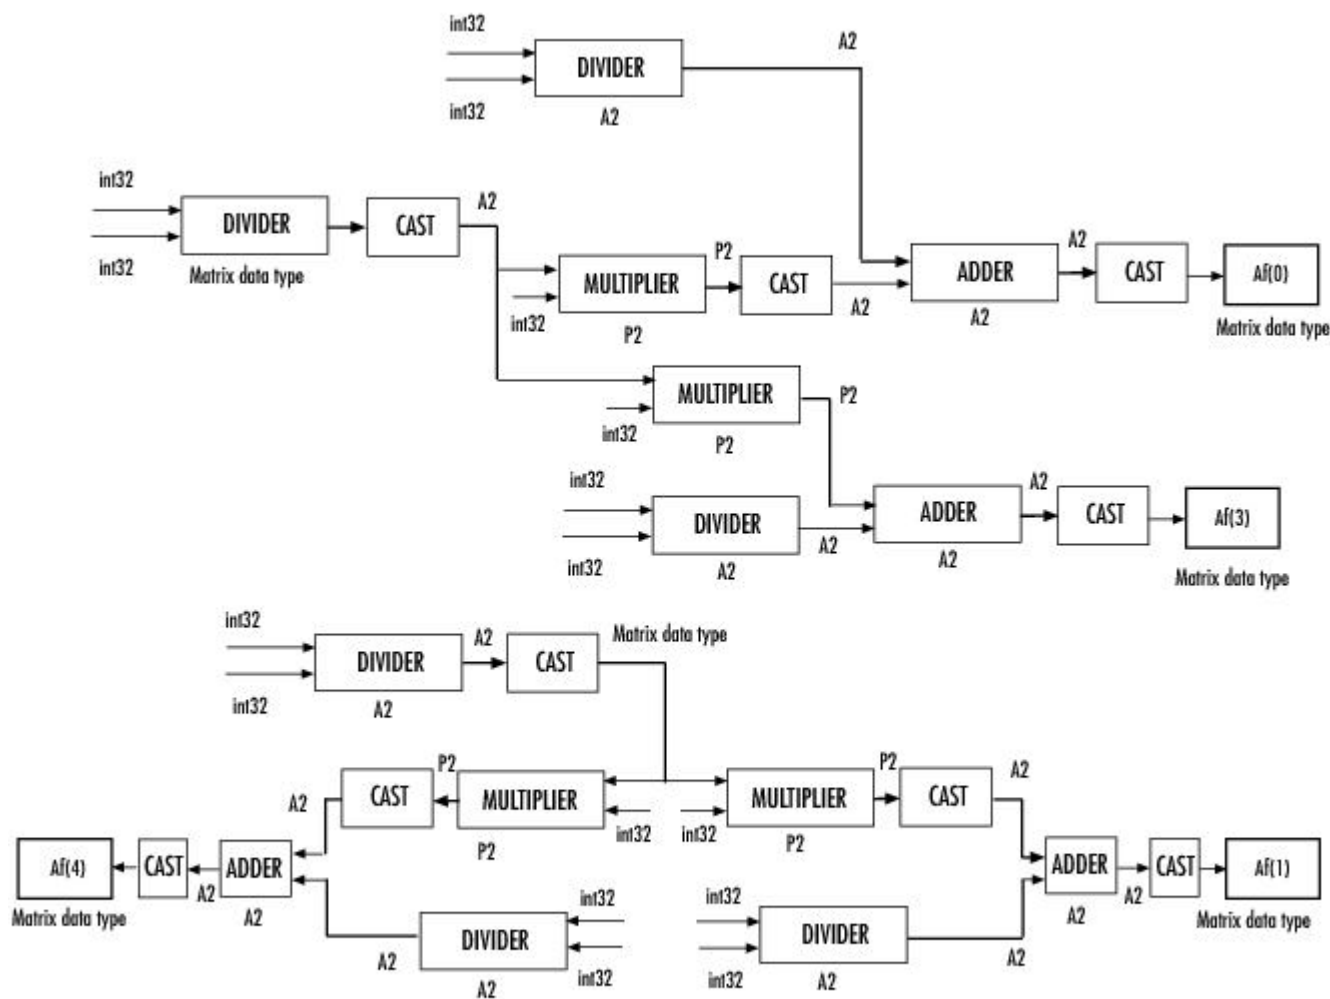 int32
A2
DIVIDER
int32
A2
int32
A2
DIVIDER
CAST
int32
Matrix data type
P2
A2
MULTIPLIER
CAST
ADDER
CAST
Af(0)
int32
A2
A2
P2
Matrix data type
MULTIPLIER
P2
int32
P2
int32
A2
DIVIDER
ADDER
CAST
Af(3)
A2
A2
int32
A2
Matrix data type
int32
A2
Matrix data type
DIVIDER
CAST
int32
A2
P2
P2
A2
CAST
MULTIPLIER
MULTIPLIER
CAST
A2
int32
int32
P2
P2
Af(4)
CAST
ADDER
ADDER
CAST
Af(1)
A2
A2
A2
A2
Matrix data type
Matrix data type
int32
int32
DIVIDER
DIVIDER
A2
A2
int32
int32
A2
A2